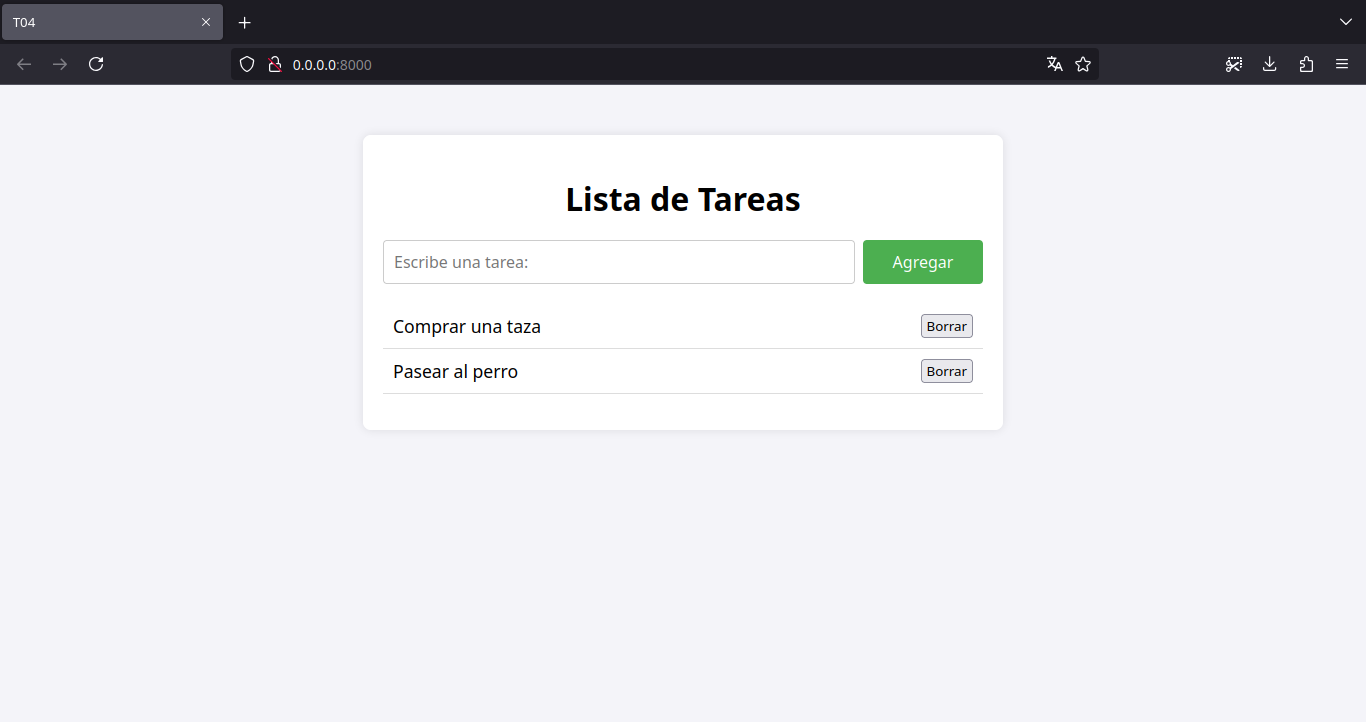 T04
0.0.0.0:8000
Lista de Tareas
Escribe una tarea:
Agregar
Comprar una taza
Borrar
Pasear al perro
Borrar